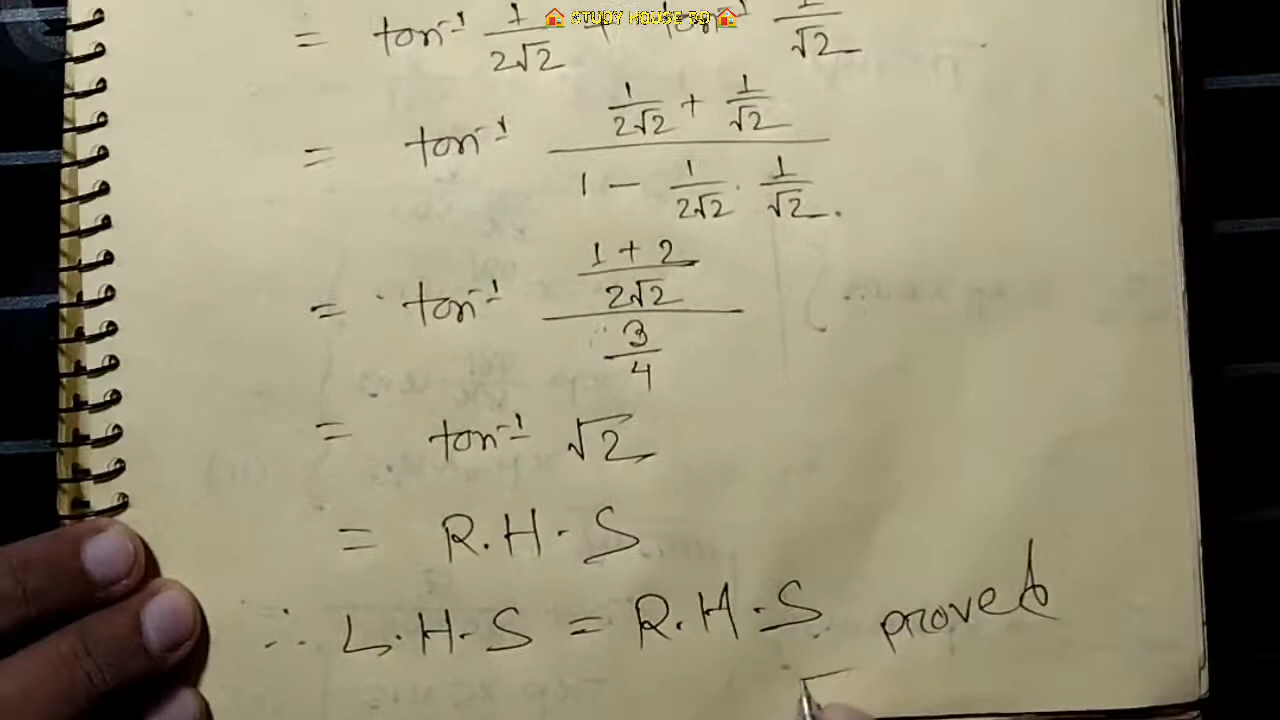 🏠 STUDY HOUSE BD 🏠
= tan⁻¹ 1/(2√2) + tan⁻¹ 1/√2
= tan⁻¹ (1/(2√2) + 1/√2)/(1 − 1/(2√2) · 1/√2).
= tan⁻¹ ((1 + 2)/(2√2))/(3/4)
= tan⁻¹ √2
= R.H.S
∴ L.H.S = R.H.S proved